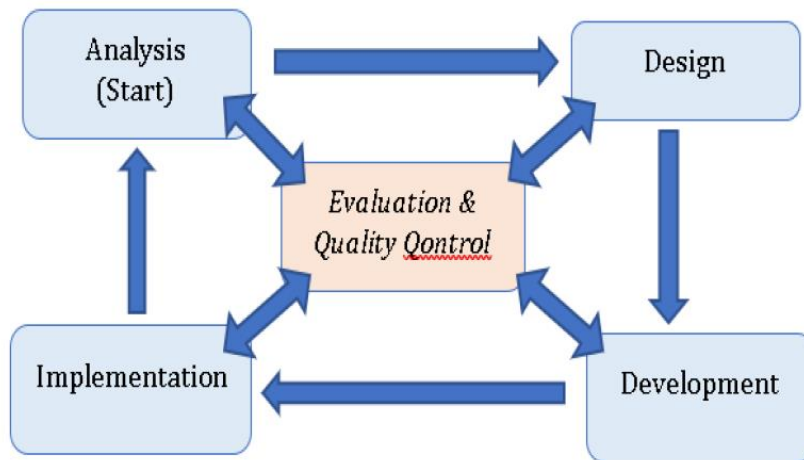 Analysis
(Start)
Design
Evaluation &
Quality Qontrol
Implementation
Development